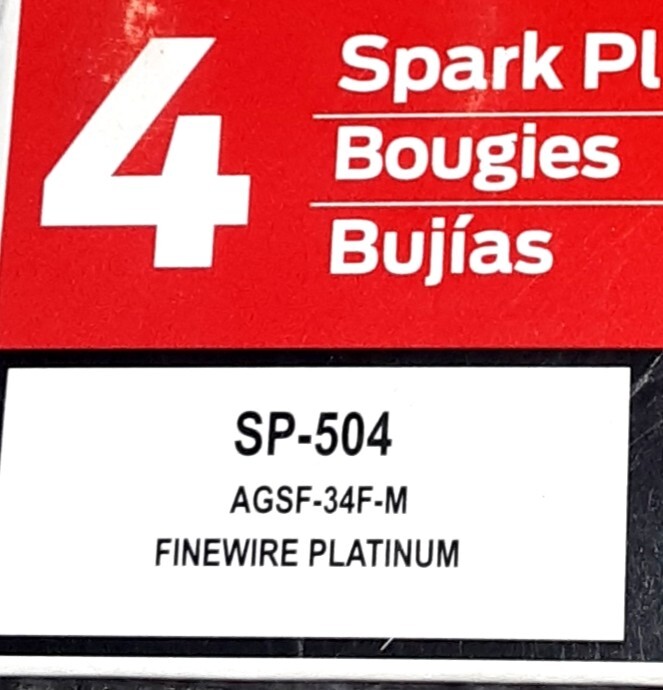 4
Spark Pl
Bougies
Bujías
SP-504
AGSF-34F-M
FINEWIRE PLATINUM